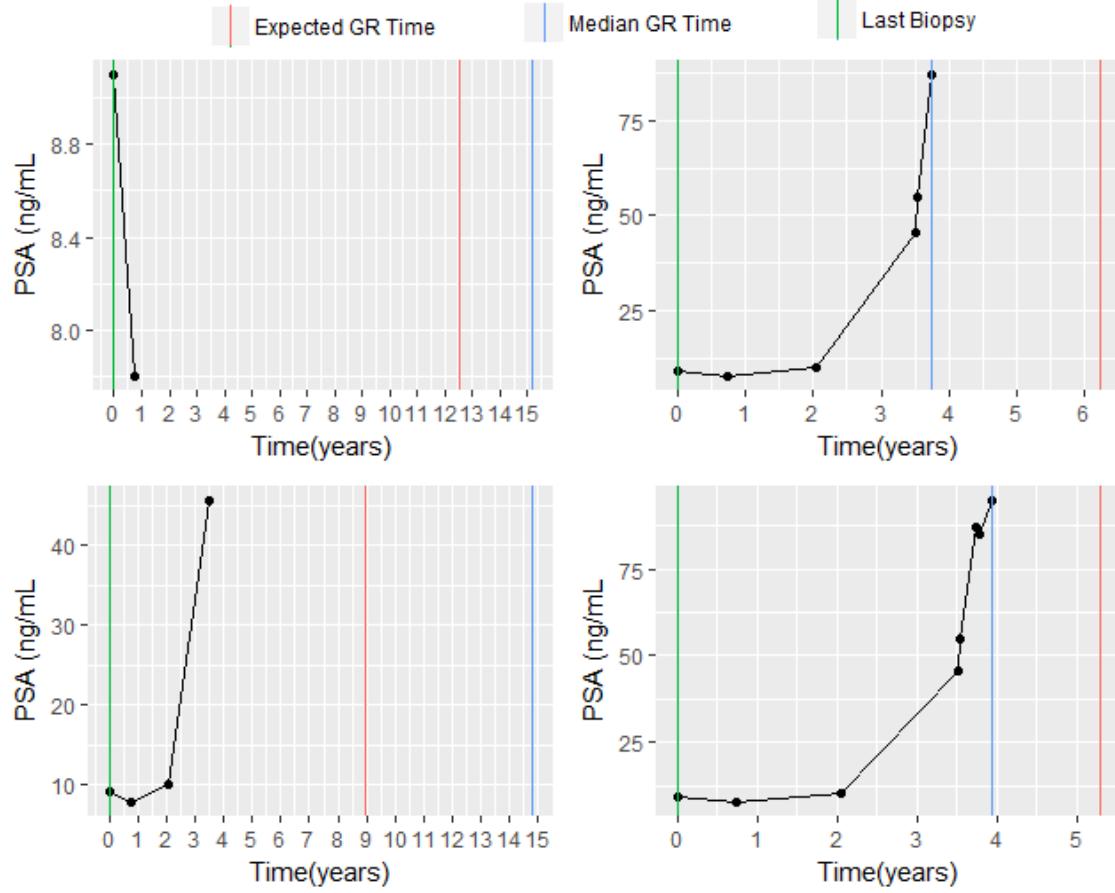 Expected GR Time
Median GR Time
Last Biopsy
PSA (ng/mL
8.8
8.4
8.0
0 1 2 3 4 5 6 7 8 9 10 11 12 13 14 15
Time(years)
PSA (ng/mL
75
50
25
0 1 2 3 4 5 6
Time(years)
PSA (ng/mL
40
30
20
10
0 1 2 3 4 5 6 7 8 9 10 11 12 13 14 15
Time(years)
PSA (ng/mL
75
50
25
0 1 2 3 4 5
Time(years)